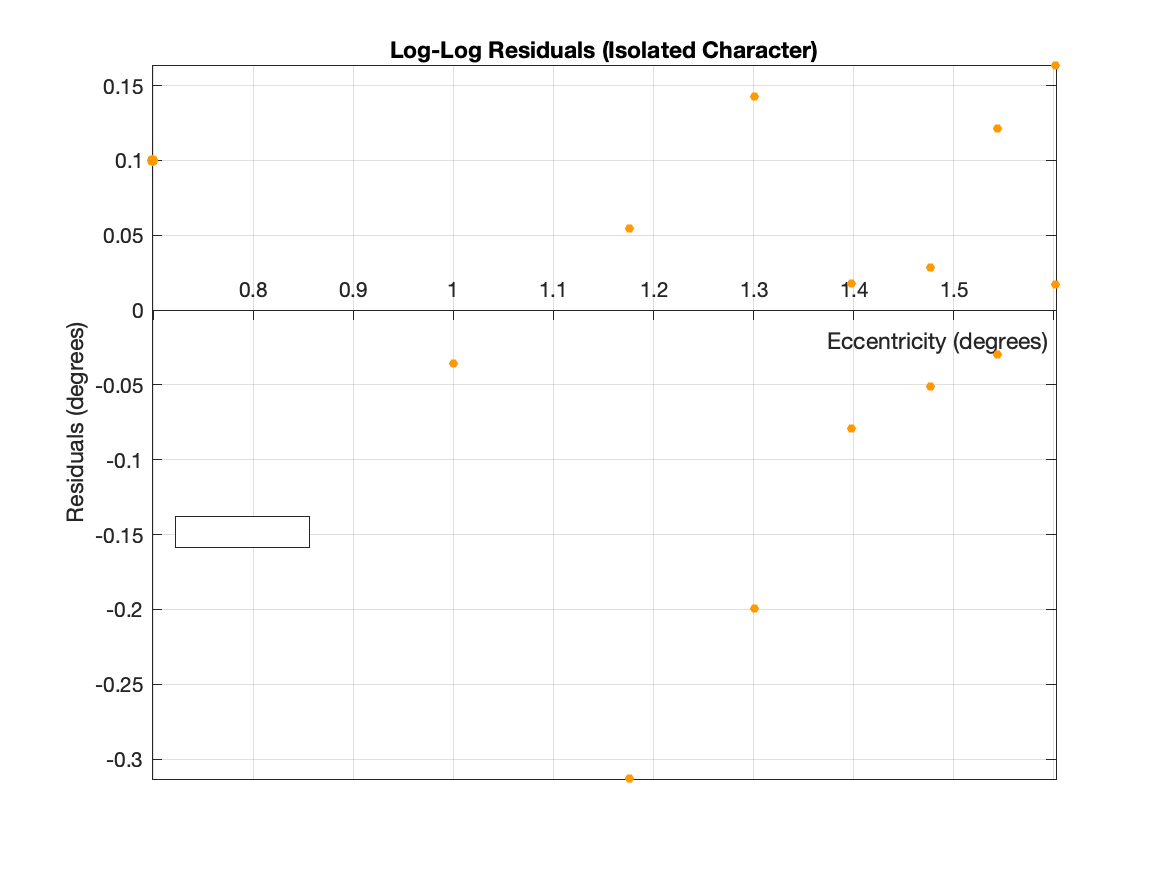 Log-Log Residuals (Isolated Character)
0.15
0.1
0.05
0.8 0.9 1 1.1 1.2 1.3 1.4 1.5
0
Eccentricity (degrees)
Residuals (degrees)
-0.05
-0.1
-0.15
-0.2
-0.25
-0.3